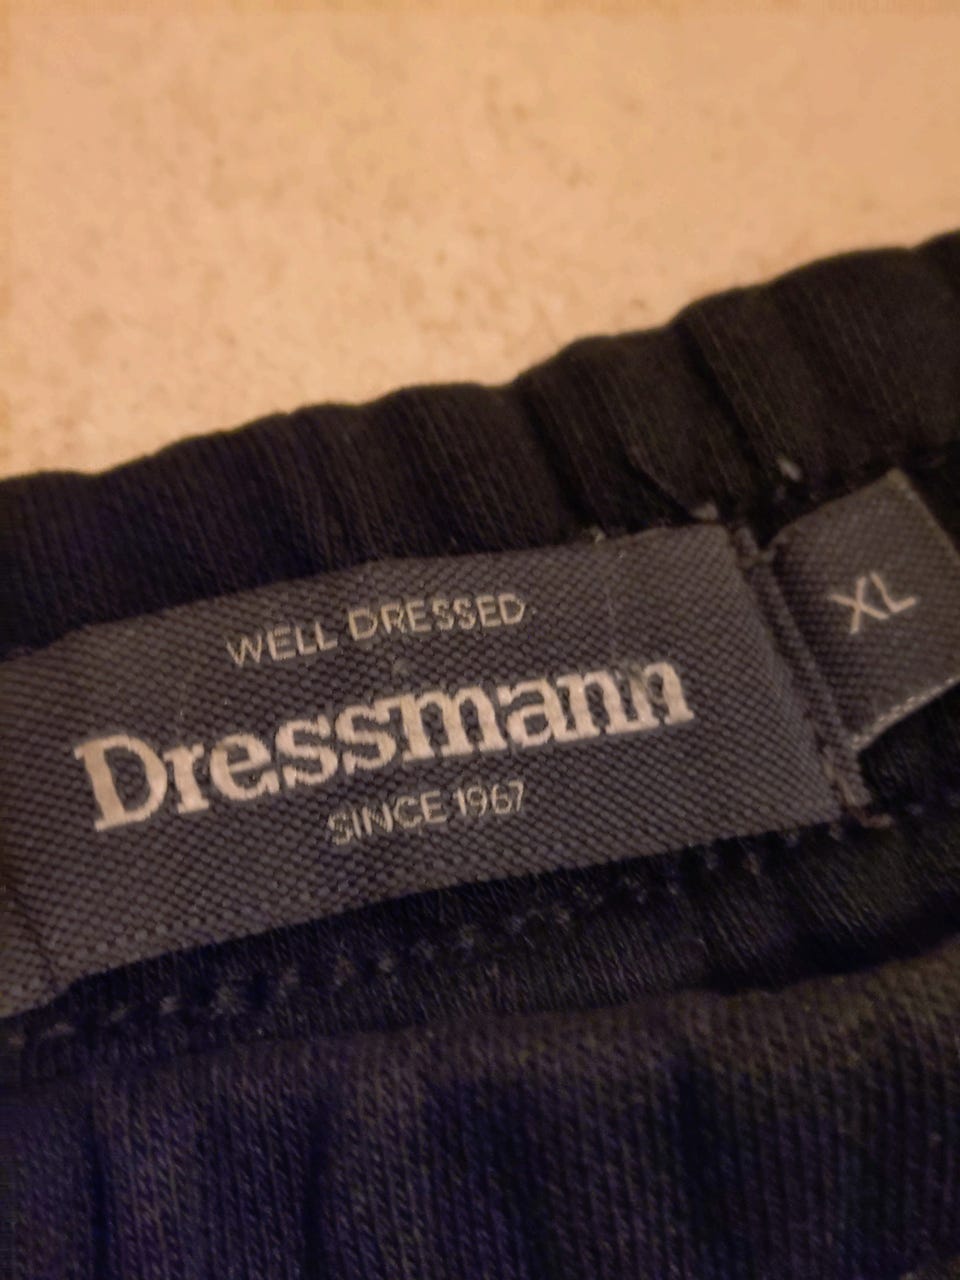 WELL DRESSED
Dressmann
SINCE 1967
XL